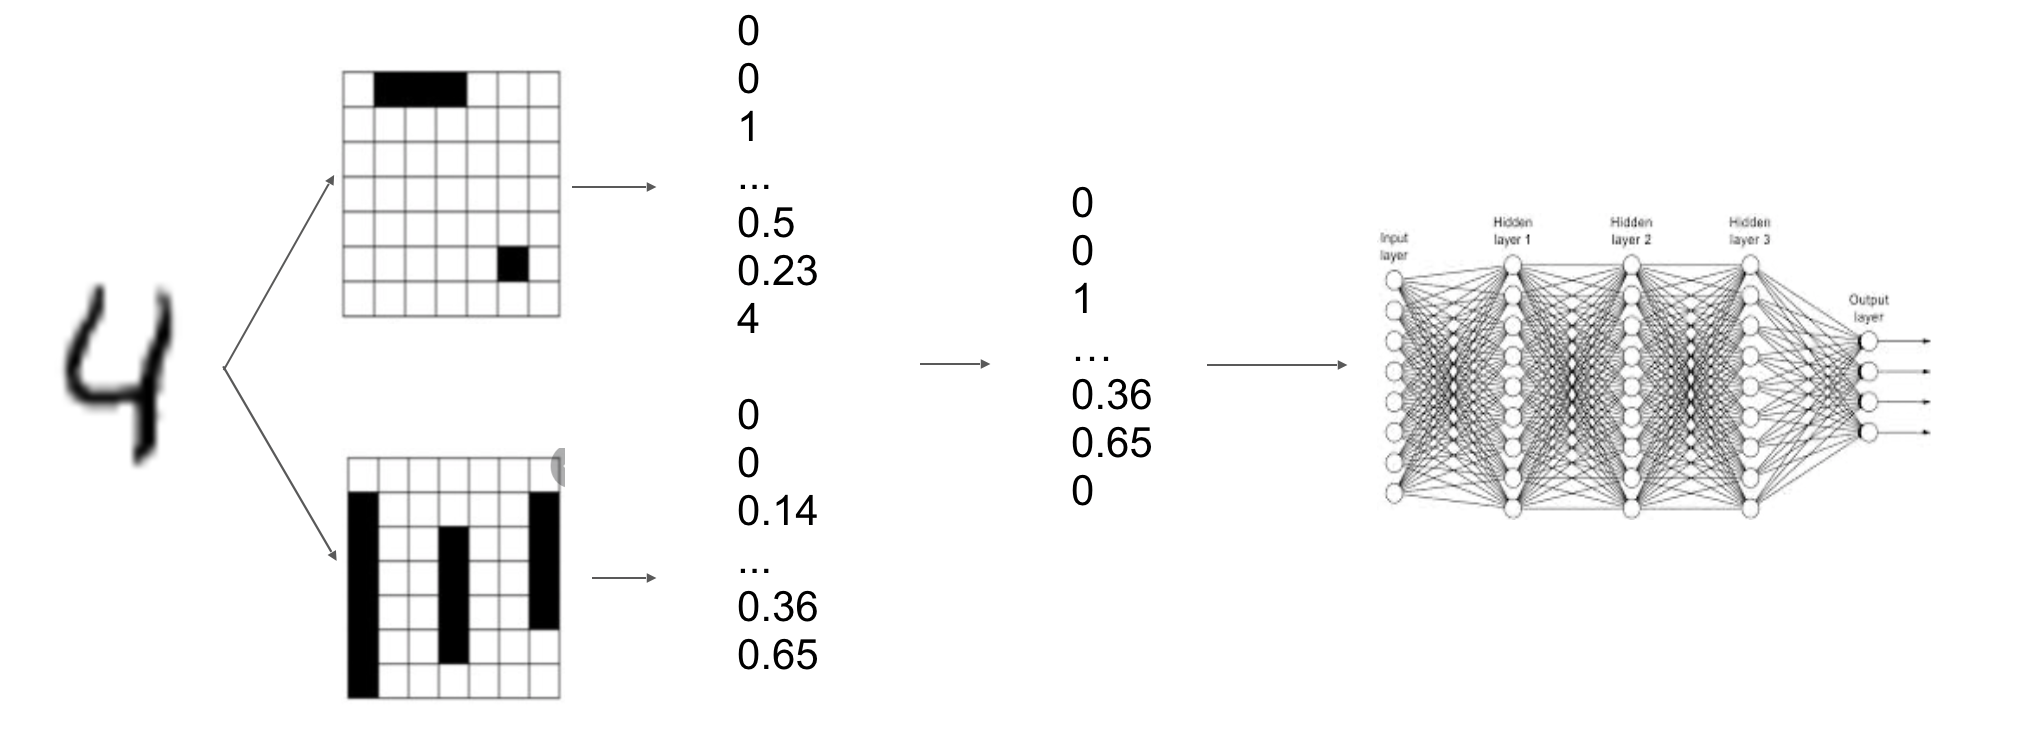 4
0
0
1
...
0.5
0.23
4
0
0
0.14
...
0.36
0.65
0
0
1
...
0.36
0.65
0
Input
layer
Hidden
layer 1
Hidden
layer 2
Hidden
layer 3
Output
layer